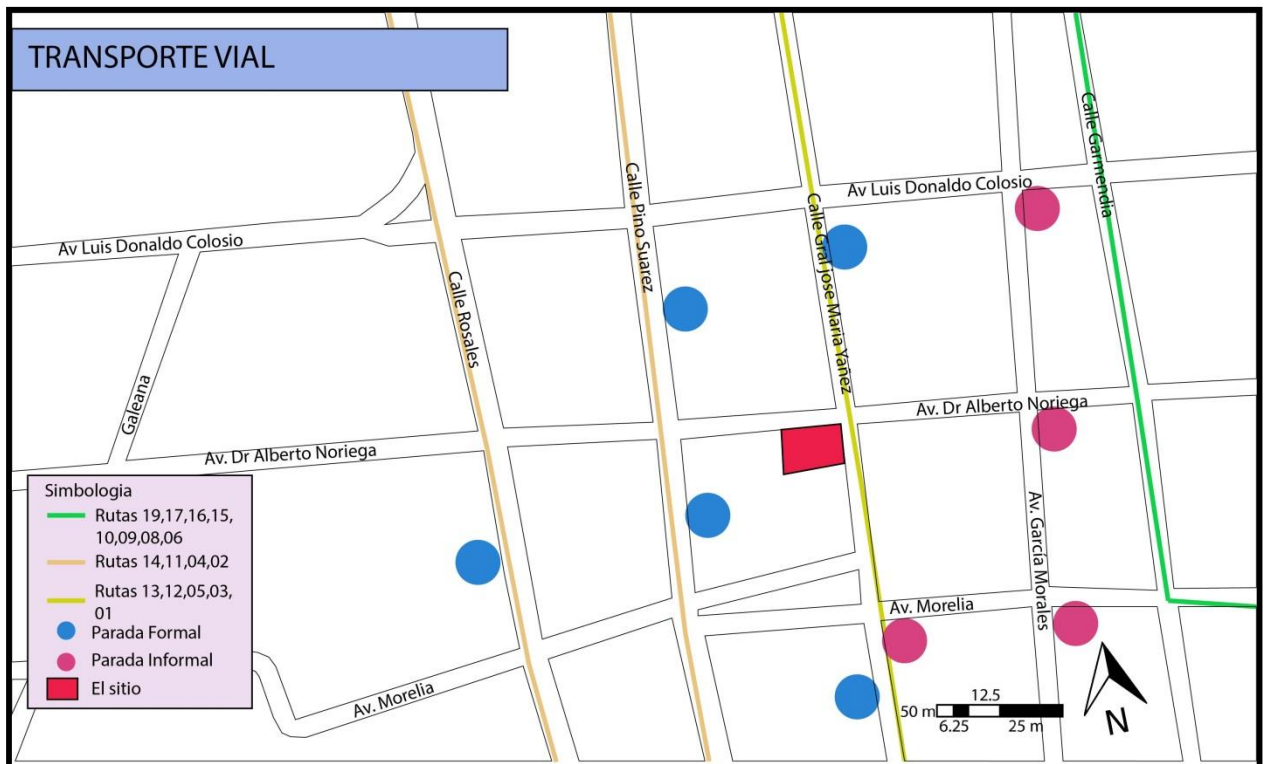 TRANSPORTE VIAL
Calle Garmendia
Av Luis Donaldo Colosio
Calle Pino Suarez
Calle Gral jose Maria Yañez
Av Luis Donaldo Colosio
Calle Rosales
Galeana
Av. Dr Alberto Noriega
Av. Dr Alberto Noriega
Simbologia
Rutas 19,17,16,15,
10,09,08,06
Rutas 14,11,04,02
Rutas 13,12,05,03,
01
Parada Formal
Parada Informal
El sitio
Av. García Morales
Av. Morelia
Av. Morelia
12.5
50 m
6.25
25 m
N